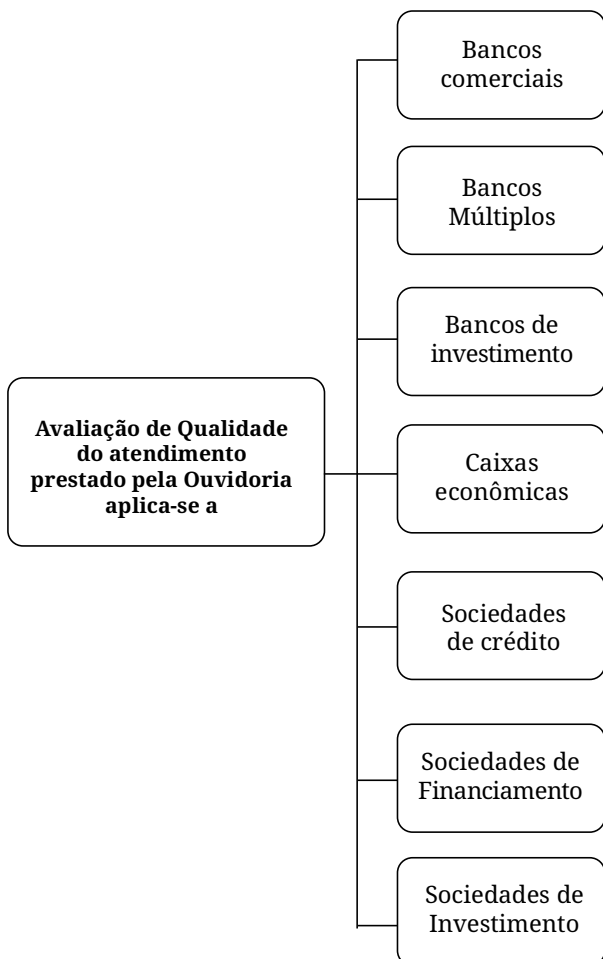 Bancos
comerciais
Bancos
Múltiplos
Bancos de
investimento
Avaliação de Qualidade
do atendimento
prestado pela Ouvidoria
aplica-se a
Caixas
econômicas
Sociedades
de crédito
Sociedades de
Financiamento
Sociedades de
Investimento